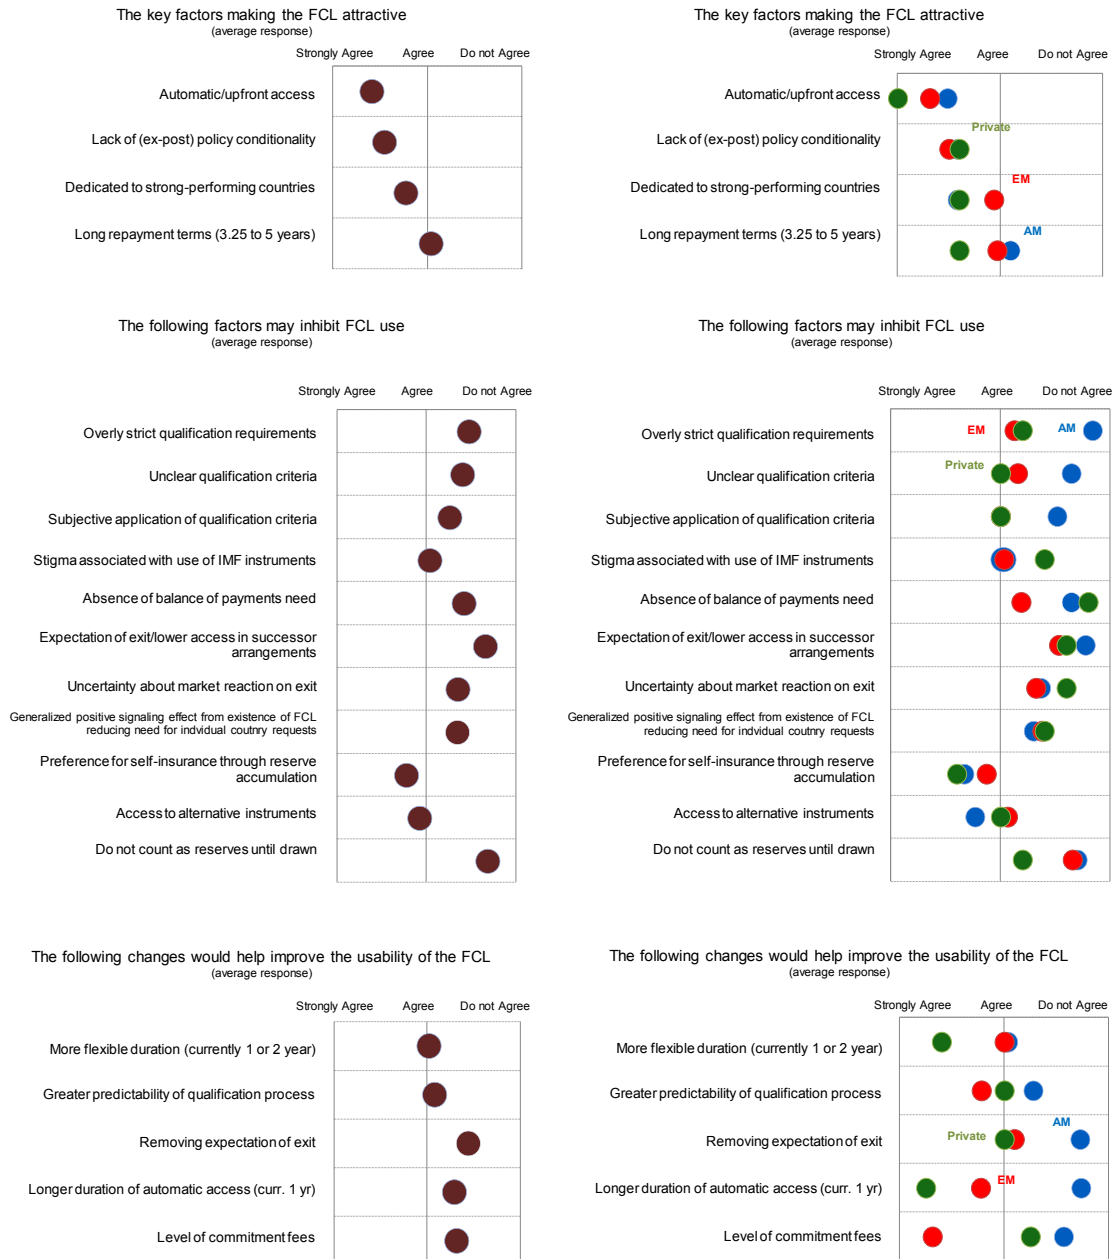 The key factors making the FCL attractive
(average response)
Strongly Agree Agree Do not Agree
Automatic/upfront access
Lack of (ex-post) policy conditionality
Dedicated to strong-performing countries
Long repayment terms (3.25 to 5 years)
The key factors making the FCL attractive
(average response)
Strongly Agree Agree Do not Agree
Automatic/upfront access
Private
Lack of (ex-post) policy conditionality
EM
Dedicated to strong-performing countries
AM
Long repayment terms (3.25 to 5 years)
The following factors may inhibit FCL use
(average response)
Strongly Agree Agree Do not Agree
Overly strict qualification requirements
Unclear qualification criteria
Subjective application of qualification criteria
Stigma associated with use of IMF instruments
Absence of balance of payments need
Expectation of exit/lower access in successor
arrangements
Uncertainty about market reaction on exit
Generalized positive signaling effect from existence of FCL
reducing need for indvidual coutnry requests
Preference for self-insurance through reserve
accumulation
Access to alternative instruments
Do not count as reserves until drawn
The following factors may inhibit FCL use
(average response)
Strongly Agree Agree Do not Agree
Overly strict qualification requirements EM AM
Private
Unclear qualification criteria
Subjective application of qualification criteria
Stigma associated with use of IMF instruments
Absence of balance of payments need
Expectation of exit/lower access in successor
arrangements
Uncertainty about market reaction on exit
Generalized positive signaling effect from existence of FCL
reducing need for indvidual coutnry requests
Preference for self-insurance through reserve
accumulation
Access to alternative instruments
Do not count as reserves until drawn
The following changes would help improve the usability of the FCL
(average response)
Strongly Agree Agree Do not Agree
More flexible duration (currently 1 or 2 year)
Greater predictability of qualification process
Removing expectation of exit
Longer duration of automatic access (curr. 1 yr)
Level of commitment fees
The following changes would help improve the usability of the FCL
(average response)
Strongly Agree Agree Do not Agree
More flexible duration (currently 1 or 2 year)
Greater predictability of qualification process
AM
Removing expectation of exit Private
EM
Longer duration of automatic access (curr. 1 yr)
Level of commitment fees